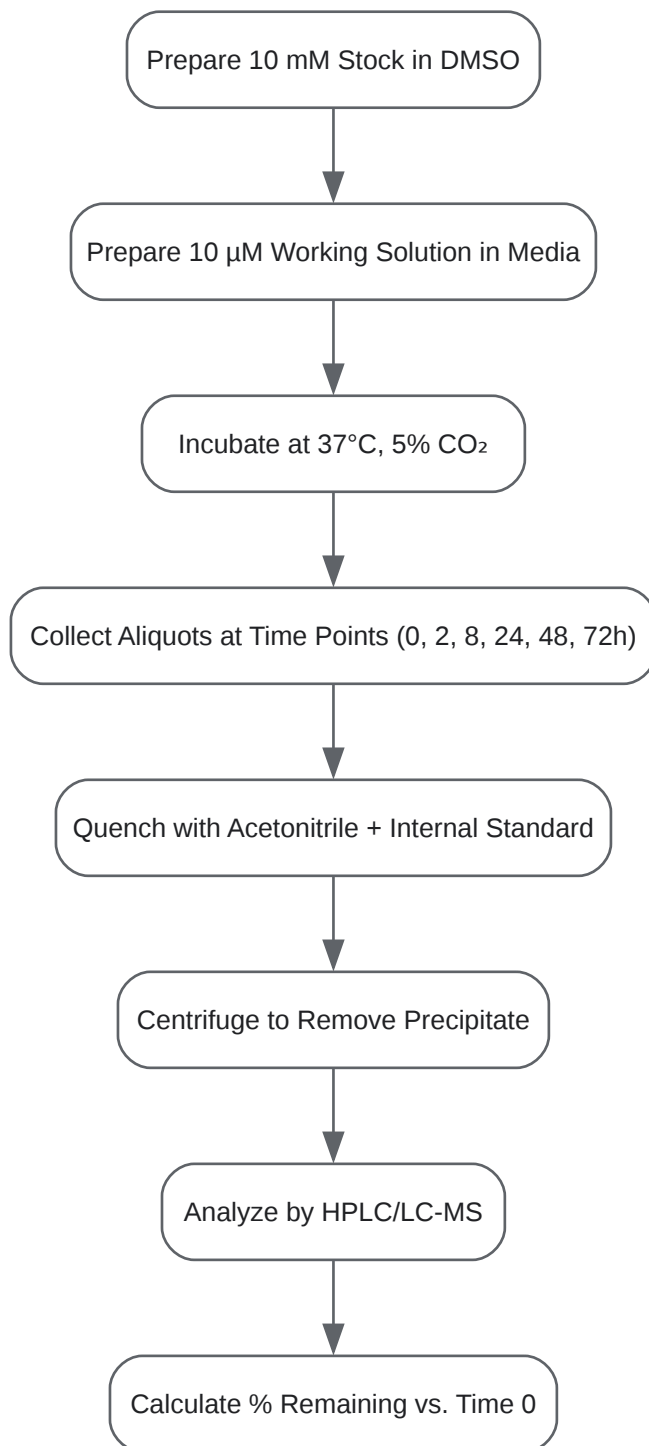 Prepare 10 mM Stock in DMSO
Prepare 10 µM Working Solution in Media
Incubate at 37°C, 5% CO₂
Collect Aliquots at Time Points (0, 2, 8, 24, 48, 72h)
Quench with Acetonitrile + Internal Standard
Centrifuge to Remove Precipitate
Analyze by HPLC/LC-MS
Calculate % Remaining vs. Time 0